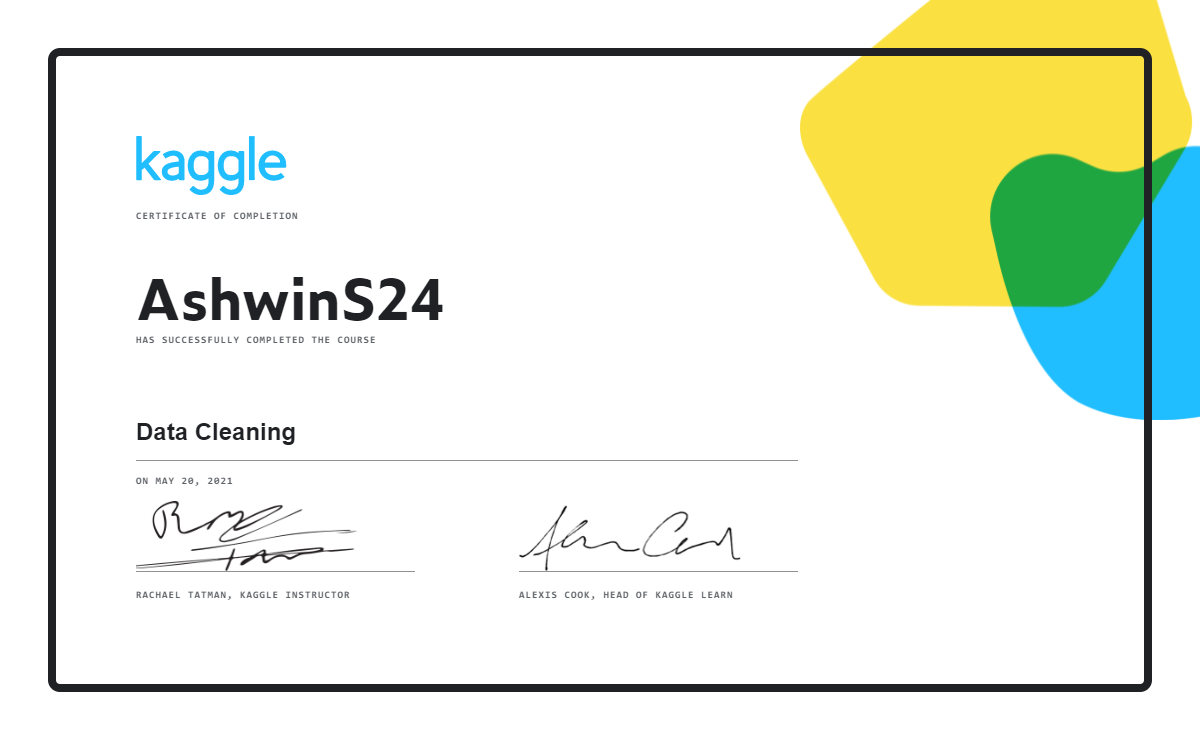 kaggle
CERTIFICATE OF COMPLETION
AshwinS24
HAS SUCCESSFULLY COMPLETED THE COURSE
Data Cleaning
ON MAY 20, 2021
RACHAEL TATMAN, KAGGLE INSTRUCTOR
ALEXIS COOK, HEAD OF KAGGLE LEARN